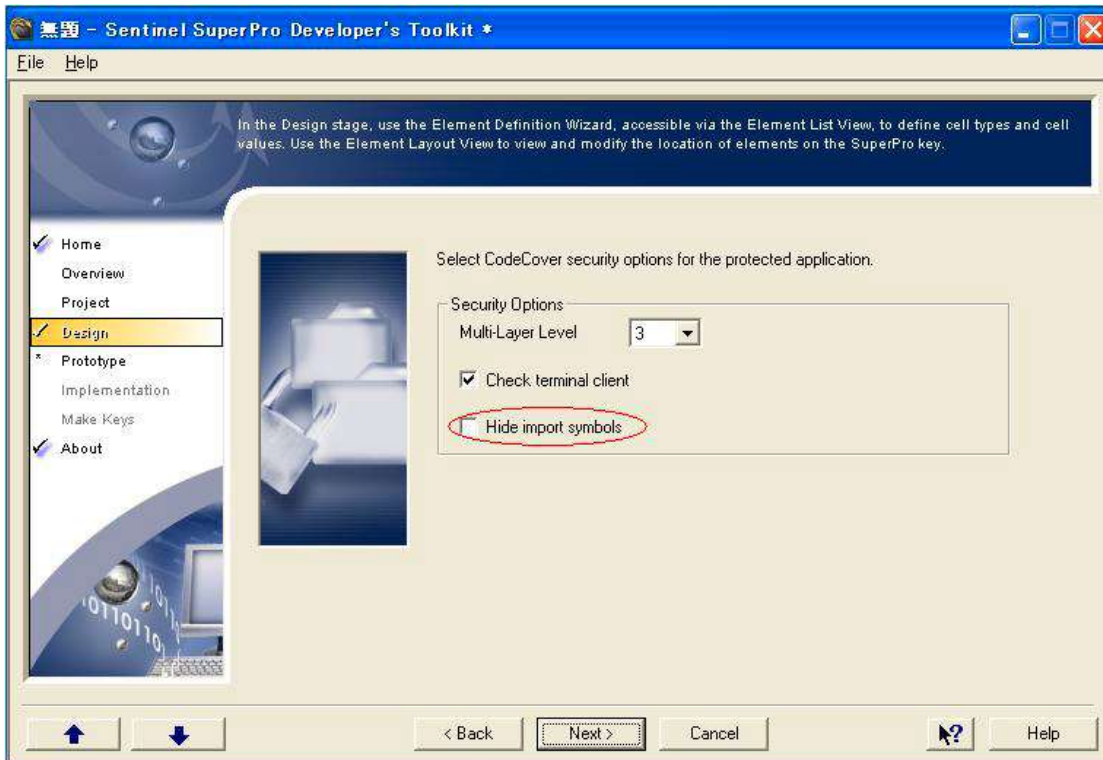 無題 - Sentinel SuperPro Developer's Toolkit *
File Help
In the Design stage, use the Element Definition Wizard, accessible via the Element List View, to define cell types and cell
values. Use the Element Layout View to view and modify the location of elements on the SuperPro key.
Home
Overview
Project
Design
Prototype
Implementation
Make Keys
About
Select CodeCover security options for the protected application.
Security Options
Multi-Layer Level 3
Check terminal client
Hide import symbols
< Back Next > Cancel ? Help